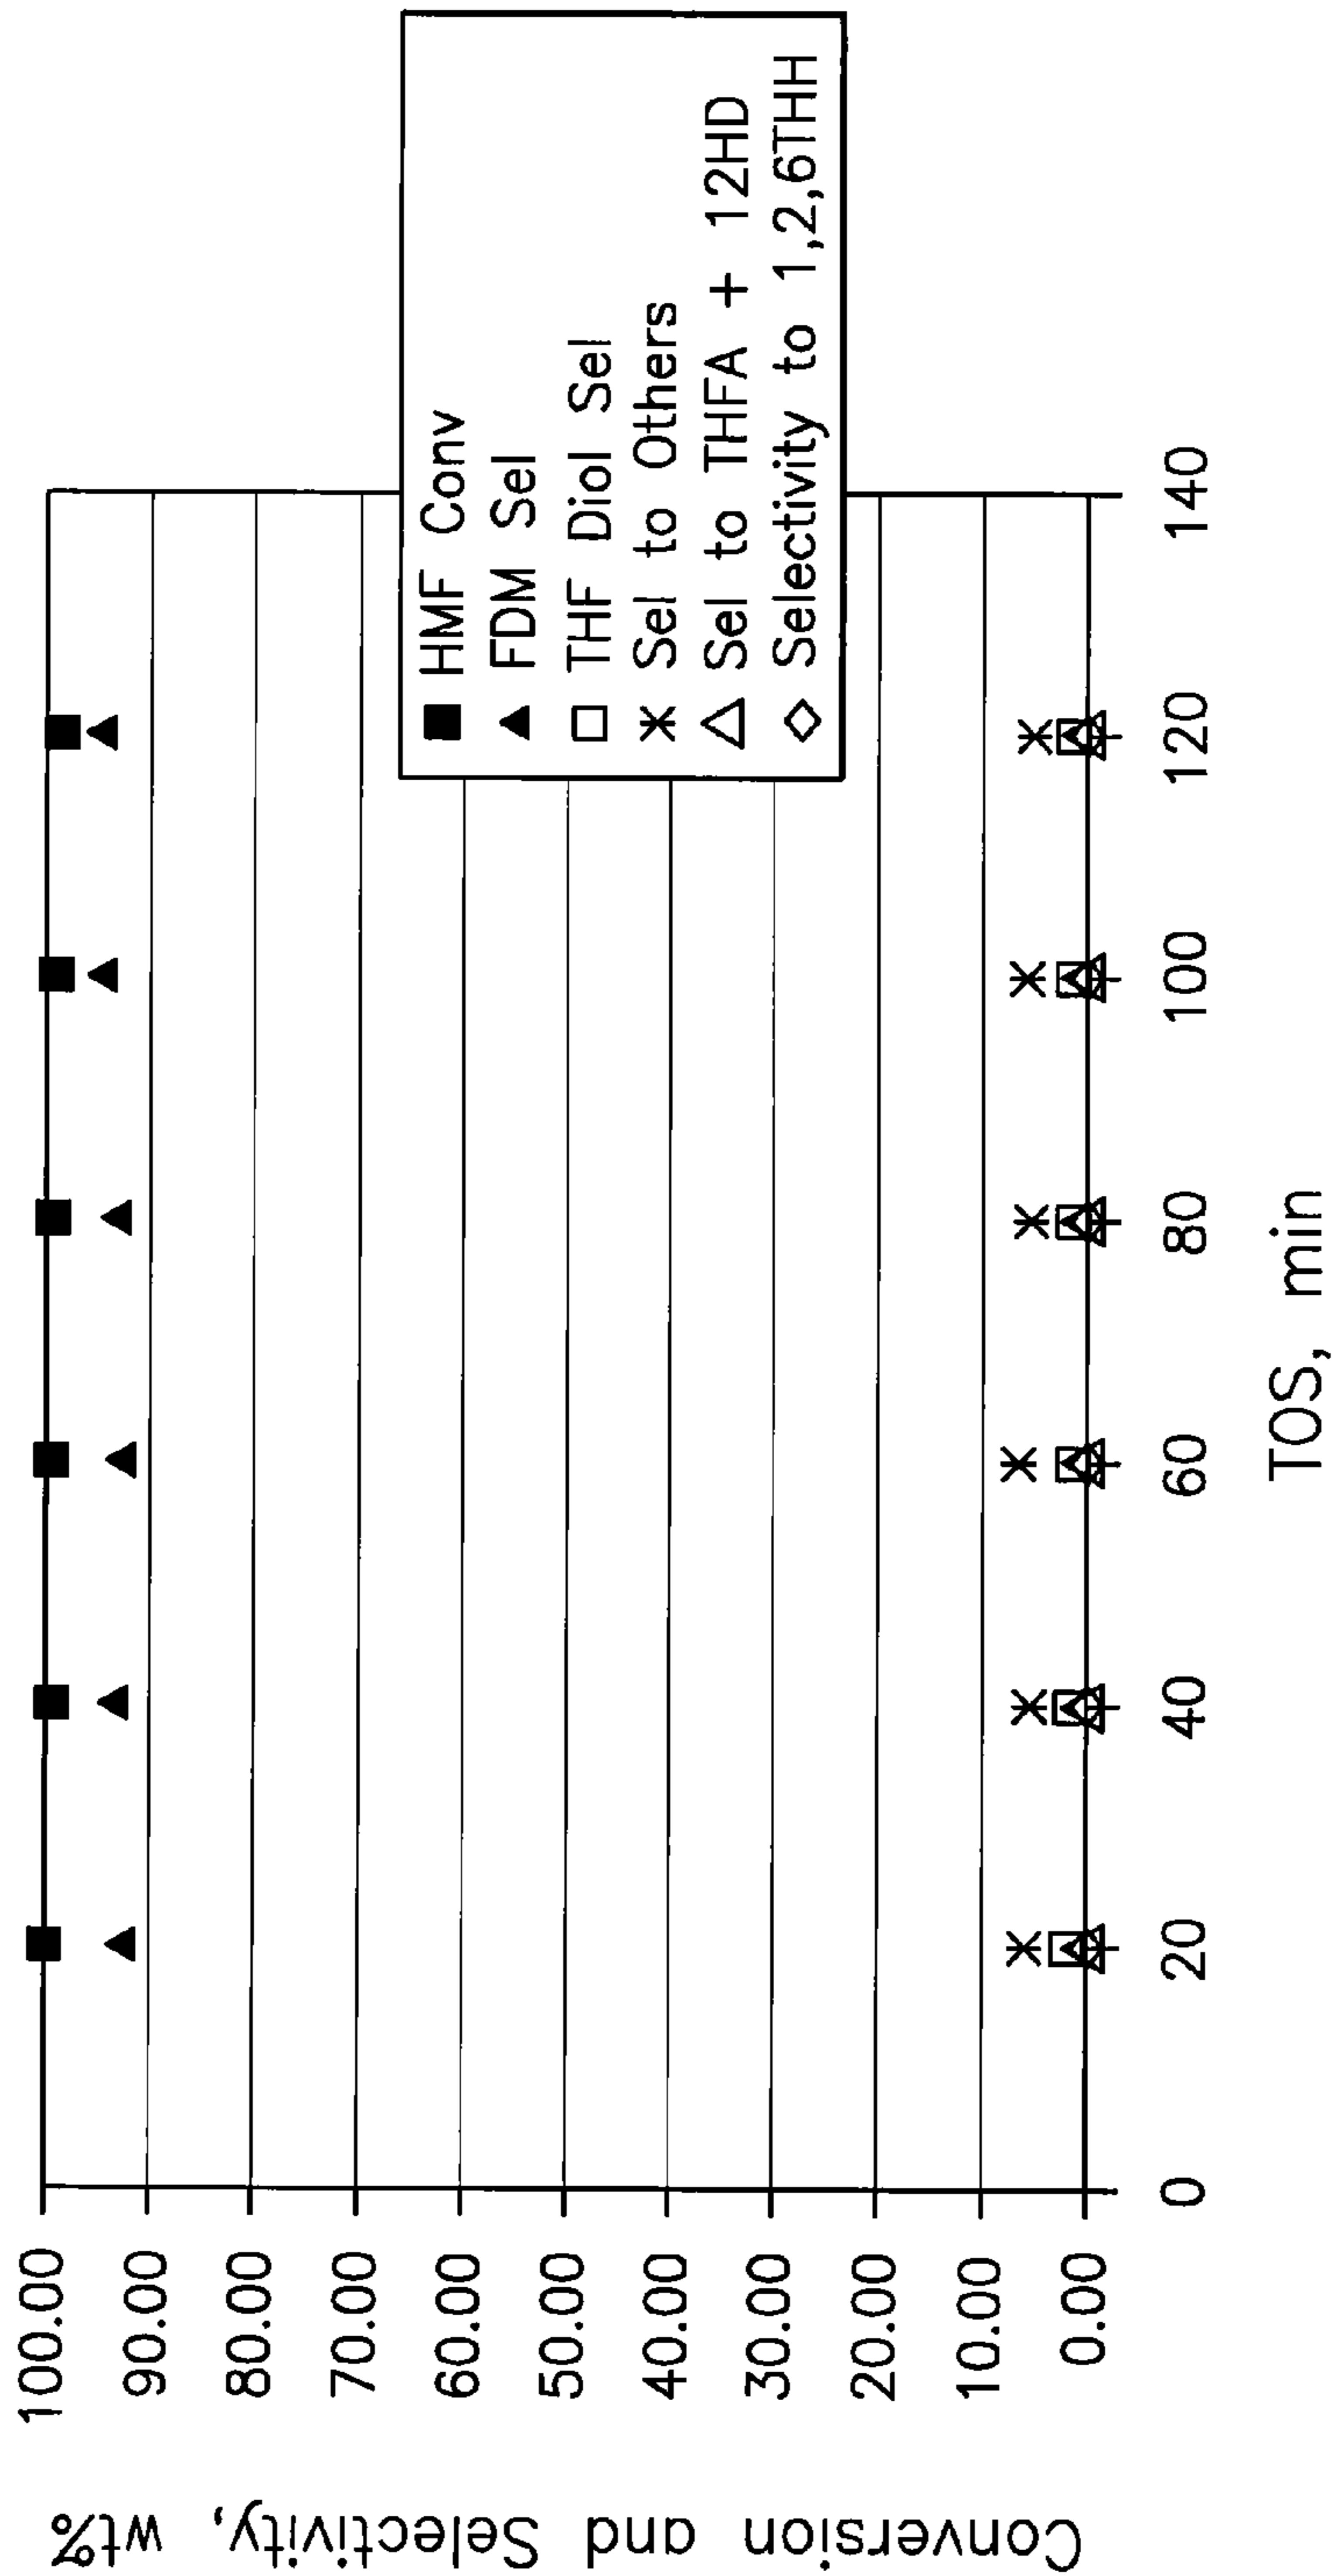 Conversion and Selectivity, wt%
100.00
90.00
80.00
70.00
60.00
50.00
40.00
30.00
20.00
10.00
0.00
HMF Conv
FDM Sel
THF Diol Sel
Sel to Others
Sel to THFA + 12HD
Selectivity to 1,2,6THH
0 20 40 60 80 100 120 140
TOS, min